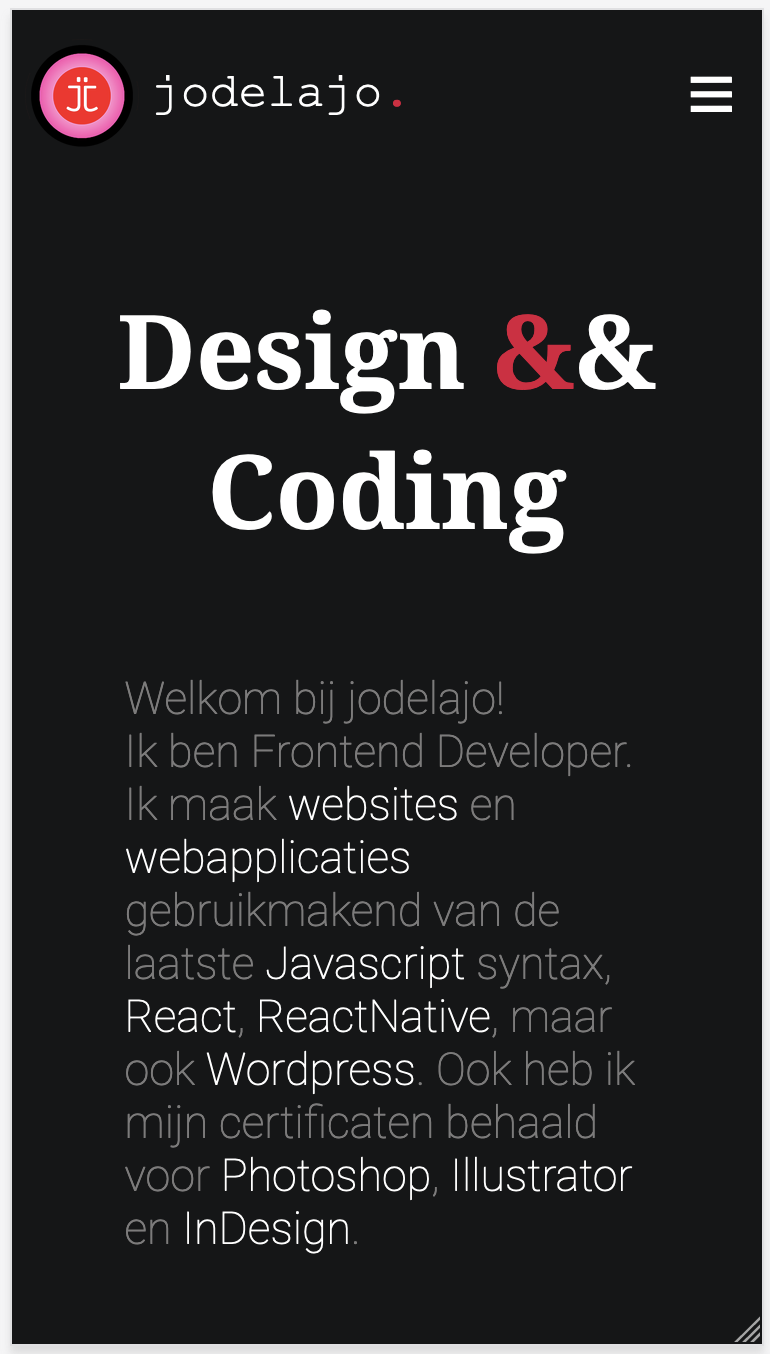 jodelajo.
Design &&
Coding
Welkom bij jodelajo!
Ik ben Frontend Developer.
Ik maak websites en
webapplicaties
gebruikmakend van de
laatste Javascript syntax,
React, ReactNative, maar
ook Wordpress. Ook heb ik
mijn certificaten behaald
voor Photoshop, Illustrator
en InDesign.